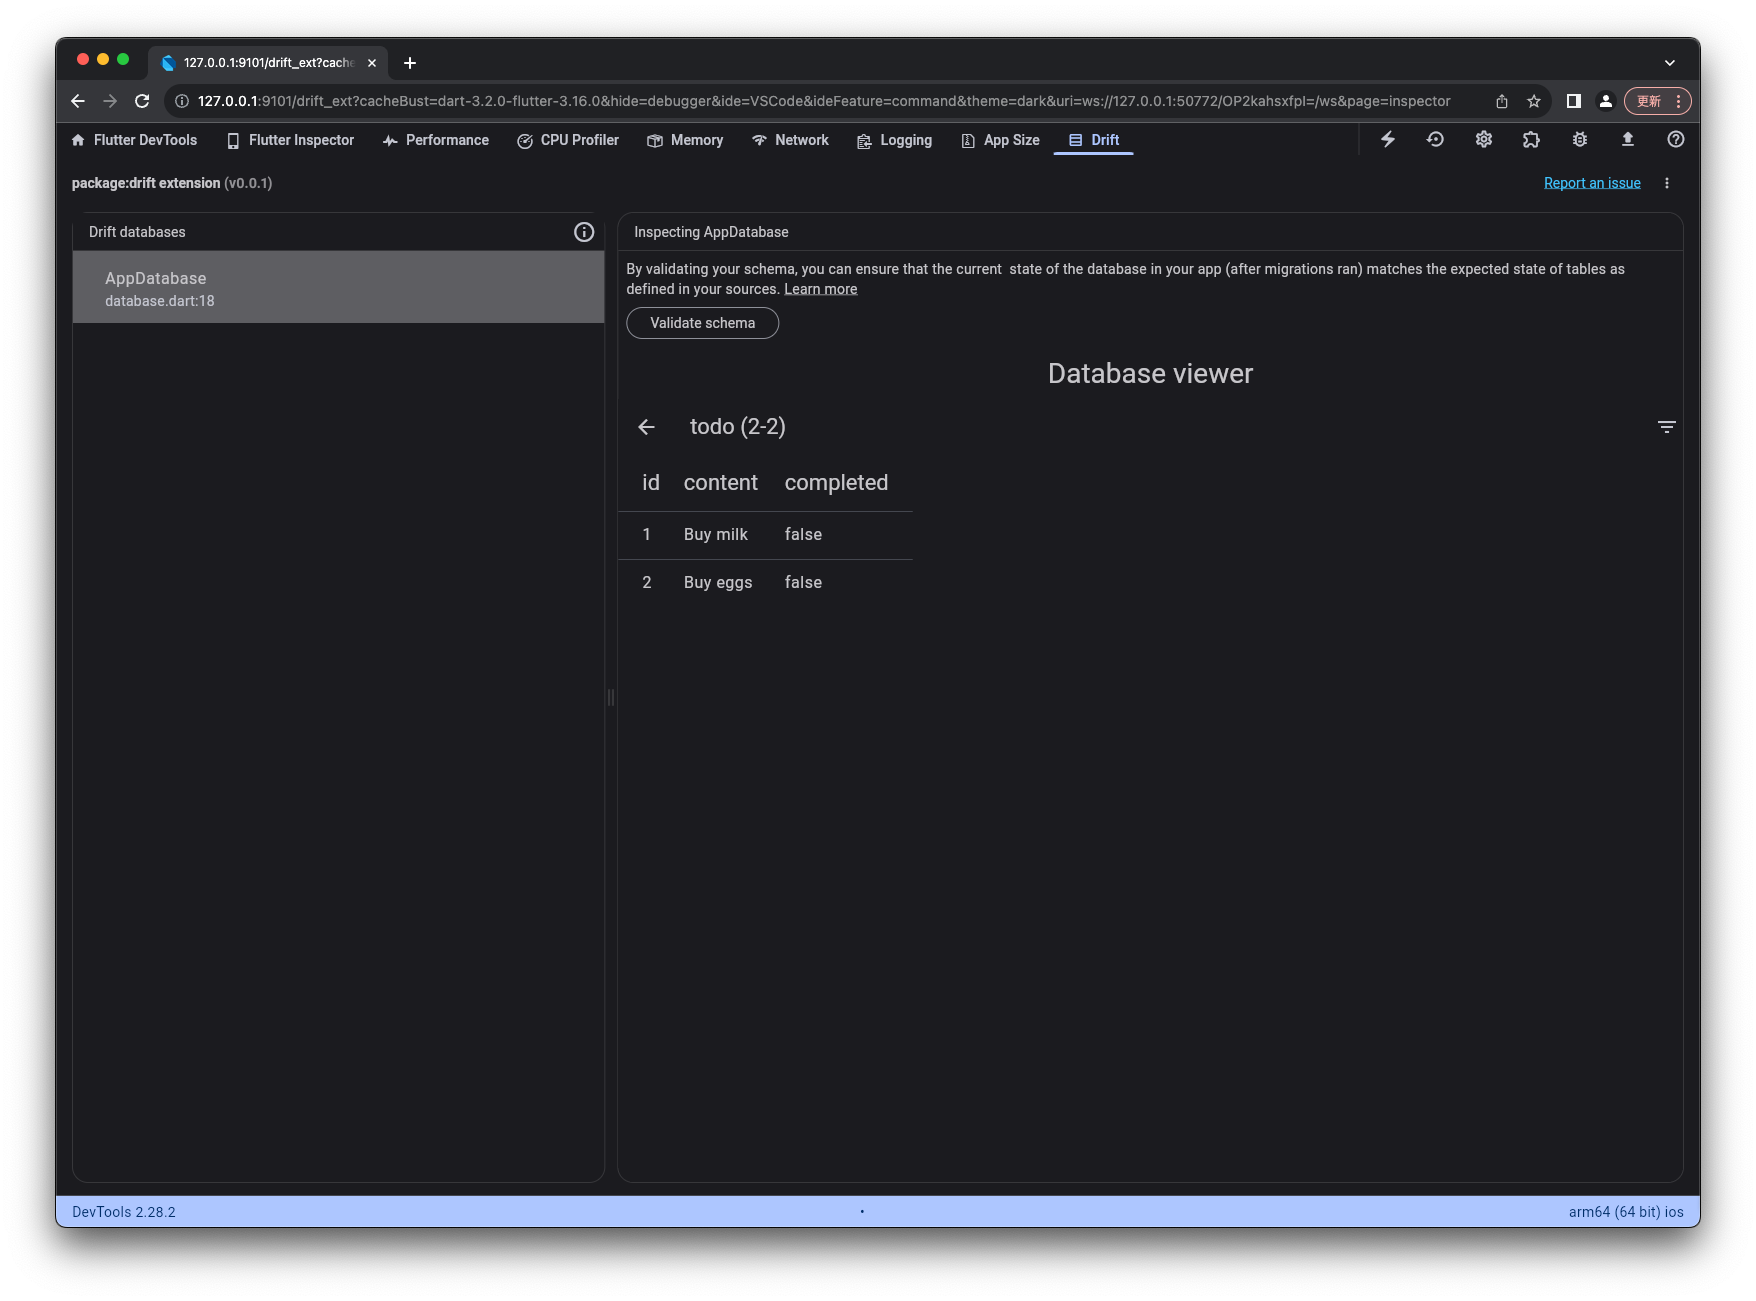 127.0.0.1:9101/drift_ext?cache
127.0.0.1:9101/drift_ext?cacheBust=dart-3.2.0-flutter-3.16.0&hide=debugger&ide=VSCode&ideFeature=command&theme=dark&uri=ws://127.0.0.1:50772/OP2kahsxfpI=/ws&page=inspector
更新
Flutter DevTools Flutter Inspector Performance CPU Profiler Memory Network Logging App Size Drift
package:drift extension (v0.0.1)
Report an issue
Drift databases
AppDatabase
database.dart:18
Inspecting AppDatabase
By validating your schema, you can ensure that the current  state of the database in your app (after migrations ran) matches the expected state of tables as
defined in your sources. Learn more
Validate schema
Database viewer
todo (2-2)
id content completed
1 Buy milk false
2 Buy eggs false
DevTools 2.28.2
•
arm64 (64 bit) ios